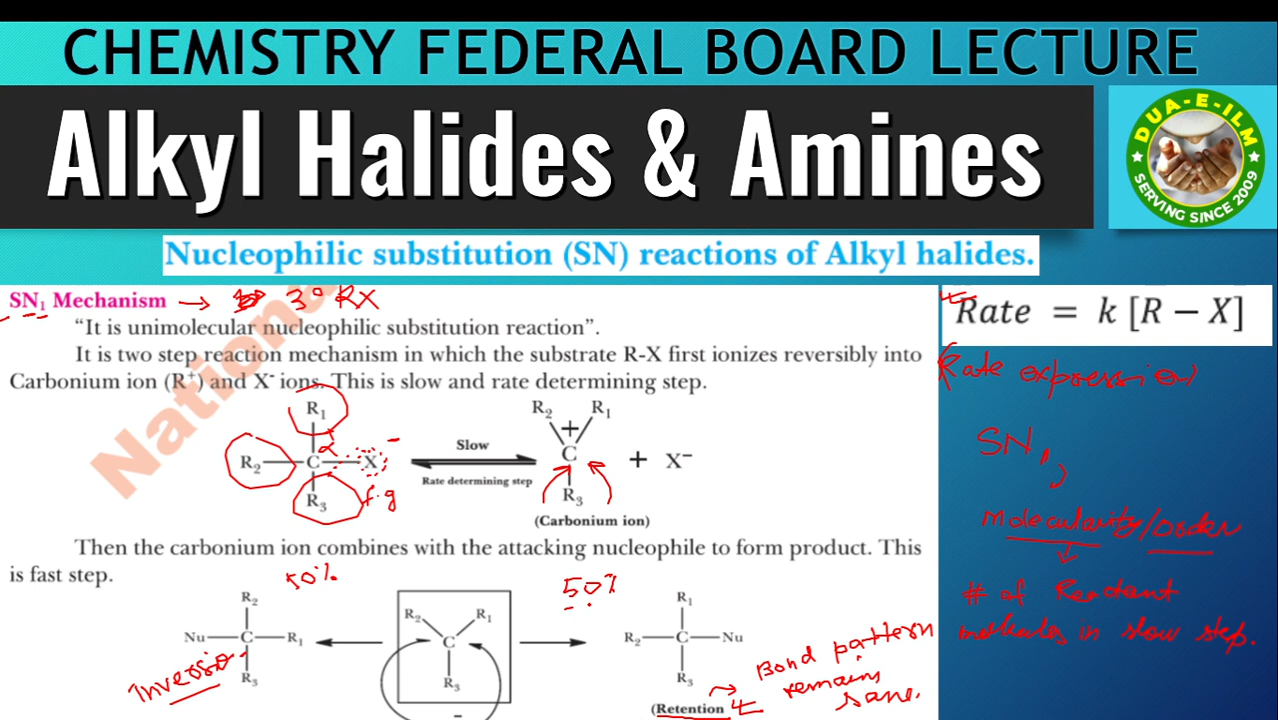 CHEMISTRY FEDERAL BOARD LECTURE
Alkyl Halides & Amines
DUA-E-ILM
SERVING SINCE 2009
Nucleophilic substitution (SN) reactions of Alkyl halides.
SN₁ Mechanism → 3° RX
“It is unimolecular nucleophilic substitution reaction”.
It is two step reaction mechanism in which the substrate R-X first ionizes reversibly into
Carbonium ion (R⁺) and X⁻ ions. This is slow and rate determining step.
R₁
α
R₂ C X
R₃ f.g
Slow
Rate determining step
R₂ R₁
+
C
R₃
(Carbonium ion)
+ X⁻
Then the carbonium ion combines with the attacking nucleophile to form product. This
is fast step.
50%
50%
R₂
Nu C R₁
R₃
Inversion
R₂ R₁
C
R₃
R₁
R₂ C Nu
R₃
(Retention
Bond pattern
remains
same.
National
Rate = k [R – X]
Rate expression
SN₁,
Molecularity/order
# of Reactant
molecules in slow step.